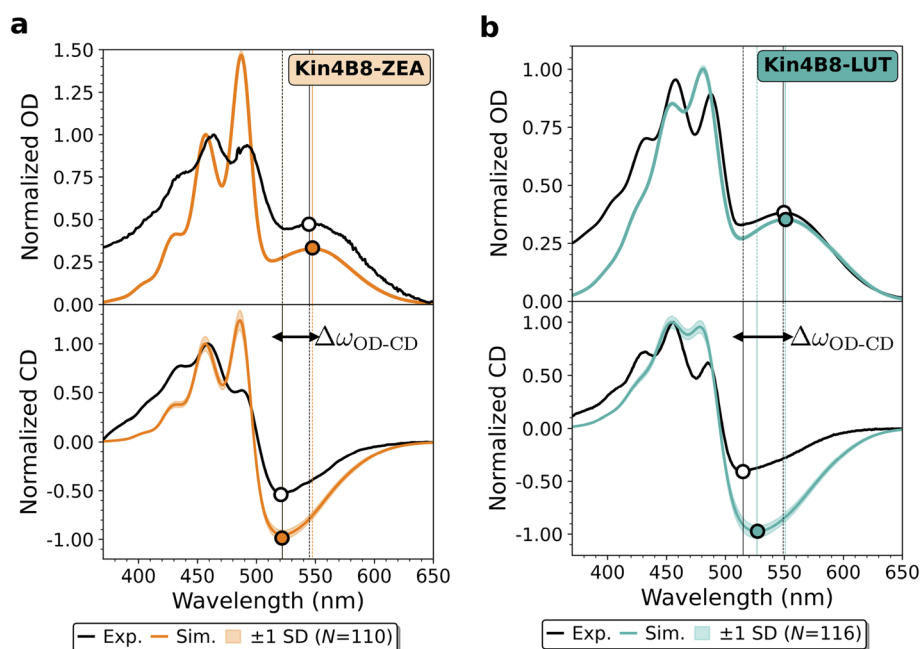 a
Kin4B8-ZEA
Normalized OD
1.50
1.25
1.00
0.75
0.50
0.25
0.00
ΔωOD-CD
Normalized CD
1.00
0.50
0.00
-0.50
-1.00
400 450 500 550 600 650
Wavelength (nm)
Exp. Sim. ±1 SD (N=110)
b
Kin4B8-LUT
Normalized OD
1.00
0.75
0.50
0.25
0.00
ΔωOD-CD
Normalized CD
1.00
0.50
0.00
-0.50
-1.00
400 450 500 550 600 650
Wavelength (nm)
Exp. Sim. ±1 SD (N=116)